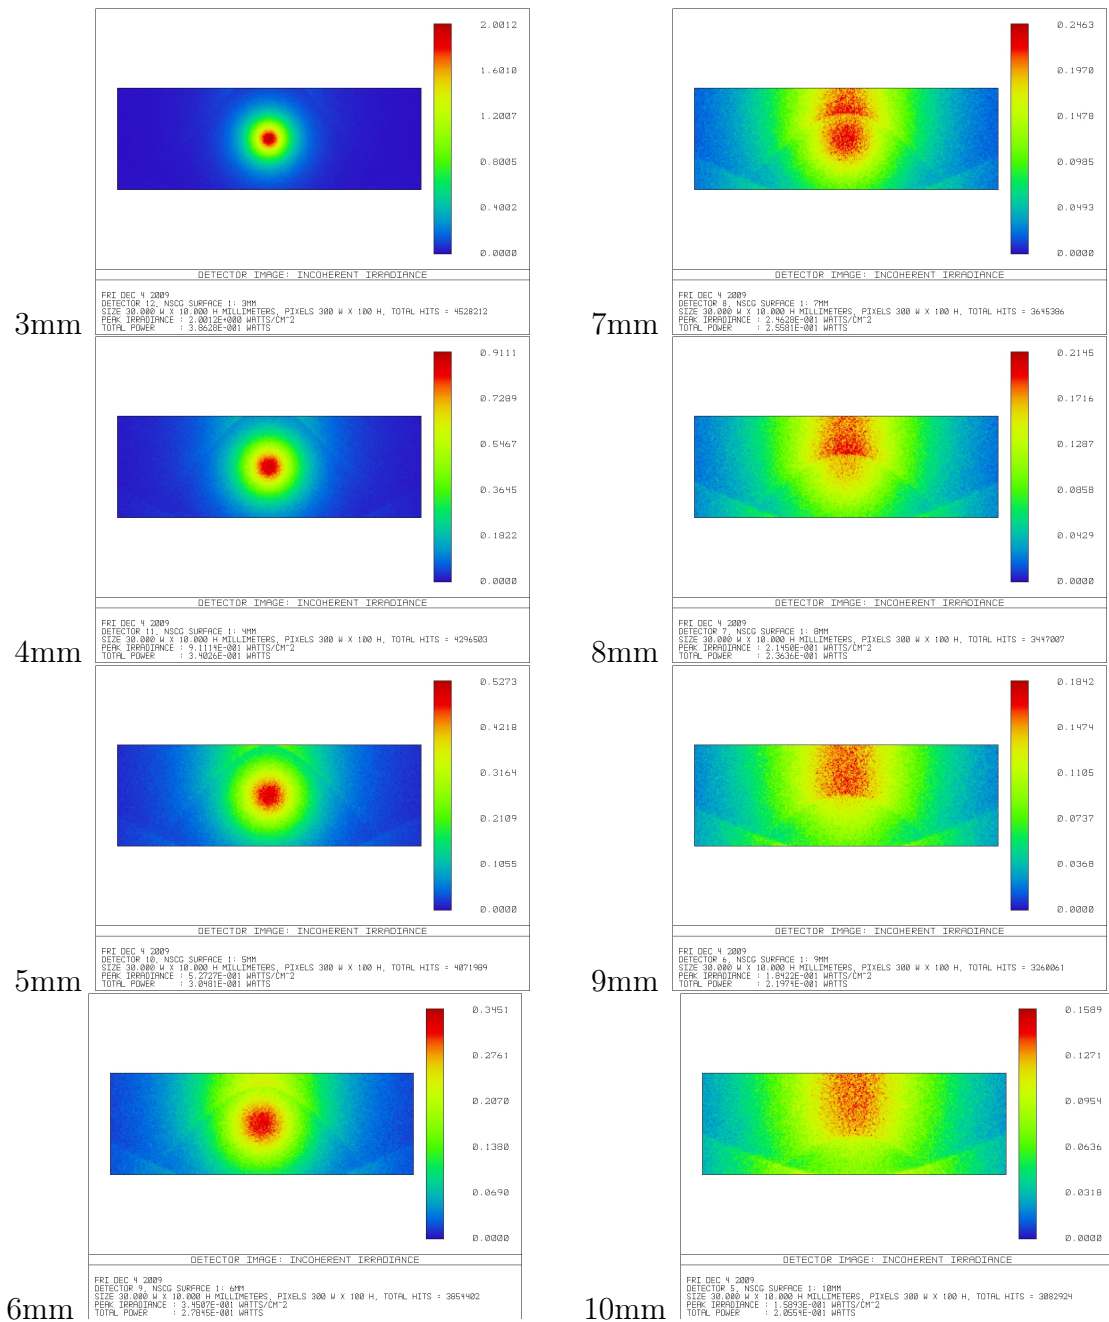 2.0012
1.6010
1.2007
0.8005
0.4002
0.0000
DETECTOR IMAGE: INCOHERENT IRRADIANCE
FRI DEC 4 2009
DETECTOR 12, NSCG SURFACE 1: 3MM
SIZE 30.000 W X 10.000 H MILLIMETERS, PIXELS 300 W X 100 H, TOTAL HITS = 4528212
PEAK IRRADIANCE : 2.0012E+000 WATTS/CM^2
TOTAL POWER : 3.8628E-001 WATTS
3mm
0.9111
0.7289
0.5467
0.3645
0.1822
0.0000
DETECTOR IMAGE: INCOHERENT IRRADIANCE
FRI DEC 4 2009
DETECTOR 11, NSCG SURFACE 1: 4MM
SIZE 30.000 W X 10.000 H MILLIMETERS, PIXELS 300 W X 100 H, TOTAL HITS = 4296503
PEAK IRRADIANCE : 9.1114E-001 WATTS/CM^2
TOTAL POWER : 3.4026E-001 WATTS
4mm
0.5273
0.4218
0.3164
0.2109
0.1055
0.0000
DETECTOR IMAGE: INCOHERENT IRRADIANCE
FRI DEC 4 2009
DETECTOR 10, NSCG SURFACE 1: 5MM
SIZE 30.000 W X 10.000 H MILLIMETERS, PIXELS 300 W X 100 H, TOTAL HITS = 4071989
PEAK IRRADIANCE : 5.2727E-001 WATTS/CM^2
TOTAL POWER : 3.0481E-001 WATTS
5mm
0.3451
0.2761
0.2070
0.1380
0.0690
0.0000
DETECTOR IMAGE: INCOHERENT IRRADIANCE
FRI DEC 4 2009
DETECTOR 9, NSCG SURFACE 1: 6MM
SIZE 30.000 W X 10.000 H MILLIMETERS, PIXELS 300 W X 100 H, TOTAL HITS = 3854402
PEAK IRRADIANCE : 3.4507E-001 WATTS/CM^2
TOTAL POWER : 2.7845E-001 WATTS
6mm
0.2463
0.1970
0.1478
0.0985
0.0493
0.0000
DETECTOR IMAGE: INCOHERENT IRRADIANCE
FRI DEC 4 2009
DETECTOR 8, NSCG SURFACE 1: 7MM
SIZE 30.000 W X 10.000 H MILLIMETERS, PIXELS 300 W X 100 H, TOTAL HITS = 3645386
PEAK IRRADIANCE : 2.4628E-001 WATTS/CM^2
TOTAL POWER : 2.5581E-001 WATTS
7mm
0.2145
0.1716
0.1287
0.0858
0.0429
0.0000
DETECTOR IMAGE: INCOHERENT IRRADIANCE
FRI DEC 4 2009
DETECTOR 7, NSCG SURFACE 1: 8MM
SIZE 30.000 W X 10.000 H MILLIMETERS, PIXELS 300 W X 100 H, TOTAL HITS = 3447007
PEAK IRRADIANCE : 2.1450E-001 WATTS/CM^2
TOTAL POWER : 2.3636E-001 WATTS
8mm
0.1842
0.1474
0.1105
0.0737
0.0368
0.0000
DETECTOR IMAGE: INCOHERENT IRRADIANCE
FRI DEC 4 2009
DETECTOR 6, NSCG SURFACE 1: 9MM
SIZE 30.000 W X 10.000 H MILLIMETERS, PIXELS 300 W X 100 H, TOTAL HITS = 3260061
PEAK IRRADIANCE : 1.8422E-001 WATTS/CM^2
TOTAL POWER : 2.1974E-001 WATTS
9mm
0.1589
0.1271
0.0954
0.0636
0.0318
0.0000
DETECTOR IMAGE: INCOHERENT IRRADIANCE
FRI DEC 4 2009
DETECTOR 5, NSCG SURFACE 1: 10MM
SIZE 30.000 W X 10.000 H MILLIMETERS, PIXELS 300 W X 100 H, TOTAL HITS = 3082924
PEAK IRRADIANCE : 1.5893E-001 WATTS/CM^2
TOTAL POWER : 2.0554E-001 WATTS
10mm